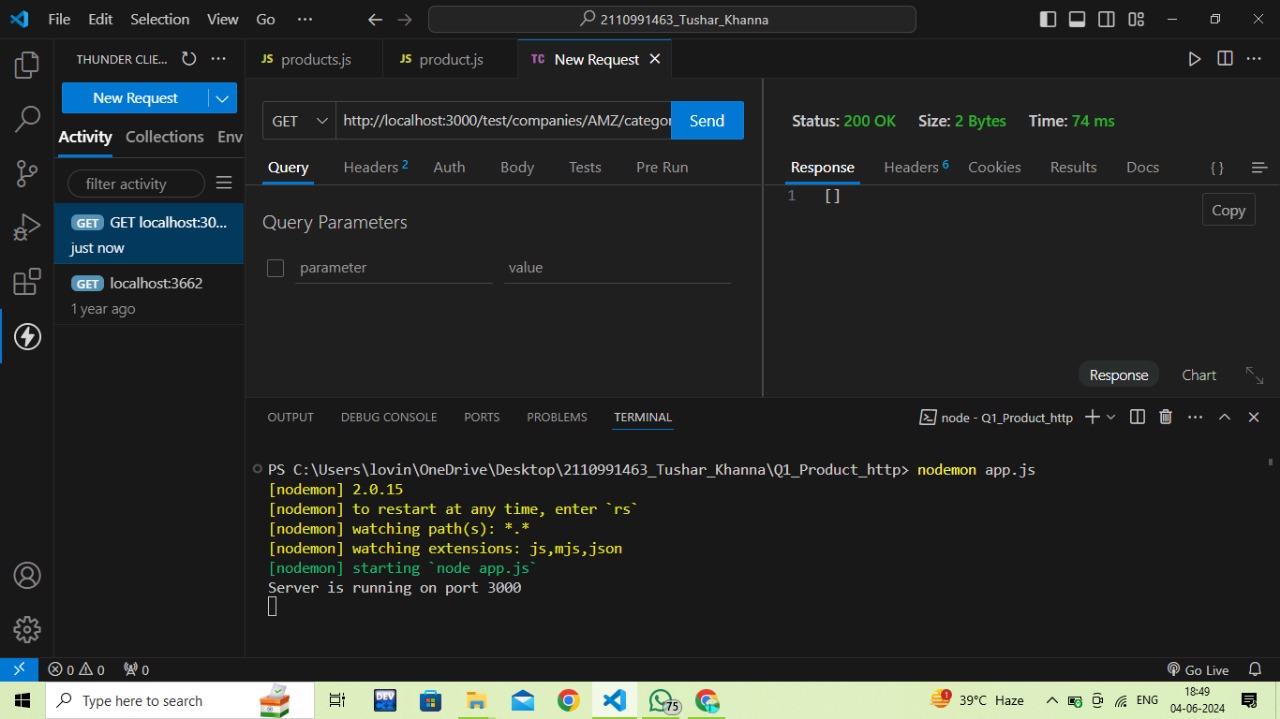 File Edit Selection View Go ···
2110991463_Tushar_Khanna
THUNDER CLIE... ···
JS products.js
JS product.js
TC New Request
New Request
Activity Collections Env
filter activity
GET GET localhost:30...
just now
GET localhost:3662
1 year ago
GET http://localhost:3000/test/companies/AMZ/categor Send
Query Headers 2 Auth Body Tests Pre Run
Query Parameters
parameter value
Status: 200 OK Size: 2 Bytes Time: 74 ms
Response Headers 6 Cookies Results Docs { }
1 []
Copy
Response Chart
OUTPUT DEBUG CONSOLE PORTS PROBLEMS TERMINAL
node - Q1_Product_http
PS C:\Users\lovin\OneDrive\Desktop\2110991463_Tushar_Khanna\Q1_Product_http> nodemon app.js
[nodemon] 2.0.15
[nodemon] to restart at any time, enter `rs`
[nodemon] watching path(s): *.*
[nodemon] watching extensions: js,mjs,json
[nodemon] starting `node app.js`
Server is running on port 3000
0 0 0
Go Live
Type here to search
DEV
75
1
39°C Haze
ENG
18:49
04-06-2024